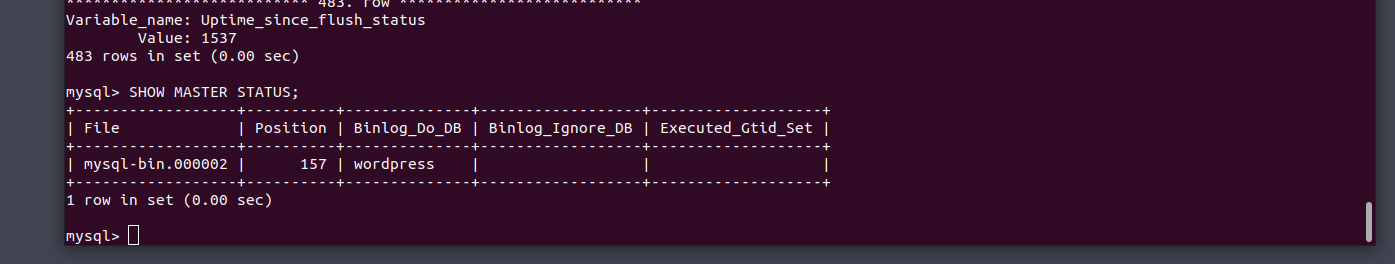 *************************** 483. row ***************************
Variable_name: Uptime_since_flush_status
        Value: 1537
483 rows in set (0.00 sec)

mysql> SHOW MASTER STATUS;
+------------------+----------+--------------+------------------+-------------------+
| File             | Position | Binlog_Do_DB | Binlog_Ignore_DB | Executed_Gtid_Set |
+------------------+----------+--------------+------------------+-------------------+
| mysql-bin.000002 |      157 | wordpress    |                  |                   |
+------------------+----------+--------------+------------------+-------------------+
1 row in set (0.00 sec)

mysql>